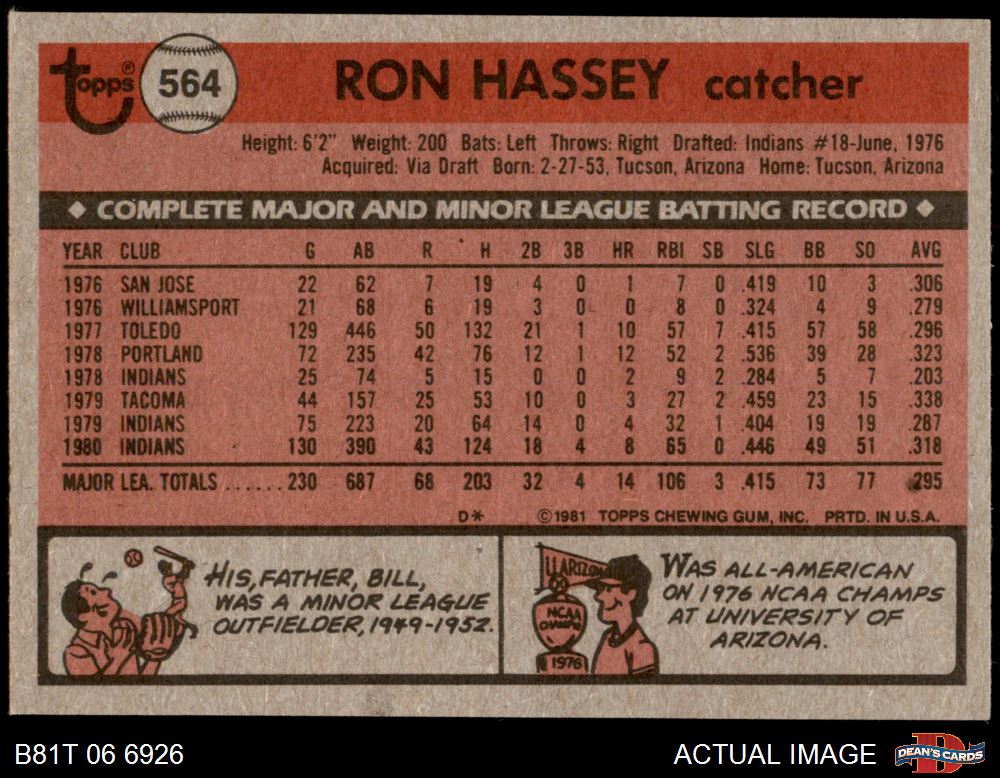 topps® 564 RON HASSEY catcher
Height: 6'2" Weight: 200 Bats: Left Throws: Right Drafted: Indians #18-June, 1976
Acquired: Via Draft Born: 2-27-53, Tucson, Arizona Home: Tucson, Arizona
◆ COMPLETE MAJOR AND MINOR LEAGUE BATTING RECORD ◆
YEAR CLUB G AB R H 2B 3B HR RBI SB SLG BB SO AVG
1976 SAN JOSE 22 62 7 19 4 0 1 7 0 .419 10 3 .306
1976 WILLIAMSPORT 21 68 6 19 3 0 0 8 0 .324 4 9 .279
1977 TOLEDO 129 446 50 132 21 1 10 57 7 .415 57 58 .296
1978 PORTLAND 72 235 42 76 12 1 12 52 2 .536 39 28 .323
1978 INDIANS 25 74 5 15 0 0 2 9 2 .284 5 7 .203
1979 TACOMA 44 157 25 53 10 0 3 27 2 .459 23 15 .338
1979 INDIANS 75 223 20 64 14 0 4 32 1 .404 19 19 .287
1980 INDIANS 130 390 43 124 18 4 8 65 0 .446 49 51 .318
MAJOR LEA. TOTALS ......230 687 68 203 32 4 14 106 3 .415 73 77 .295
D* ©1981 TOPPS CHEWING GUM, INC. PRTD. IN U.S.A.
HIS, FATHER, BILL,
WAS A MINOR LEAGUE
OUTFIELDER, 1949-1952.
U. ARIZONA
NCAA
CHAMPS
1976
WAS ALL-AMERICAN
ON 1976 NCAA CHAMPS
AT UNIVERSITY OF
ARIZONA.
B81T 06 6926 ACTUAL IMAGE DEAN'S CARDS